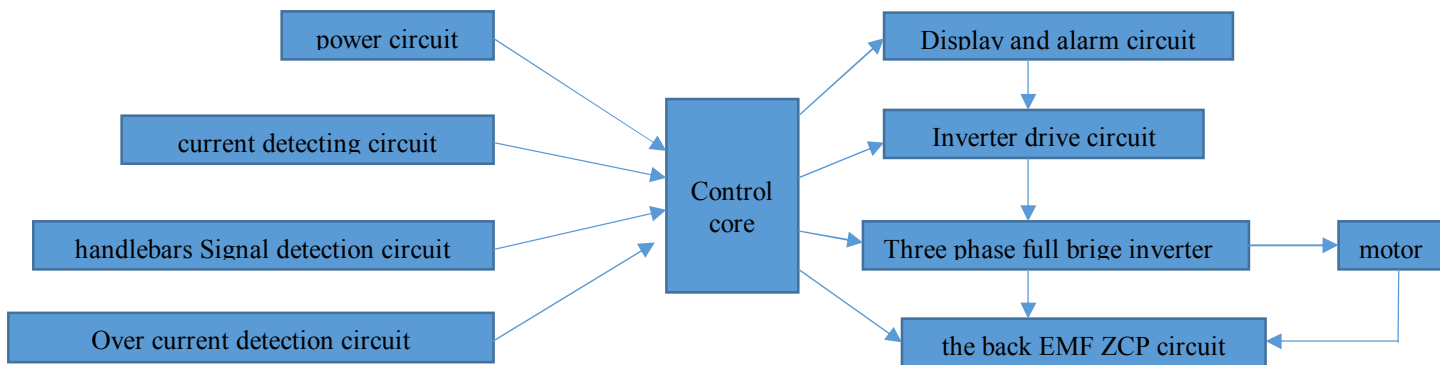 power circuit
current detecting circuit
handlebars Signal detection circuit
Over current detection circuit
Control
core
Display and alarm circuit
Inverter drive circuit
Three phase full brige inverter
motor
the back EMF ZCP circuit